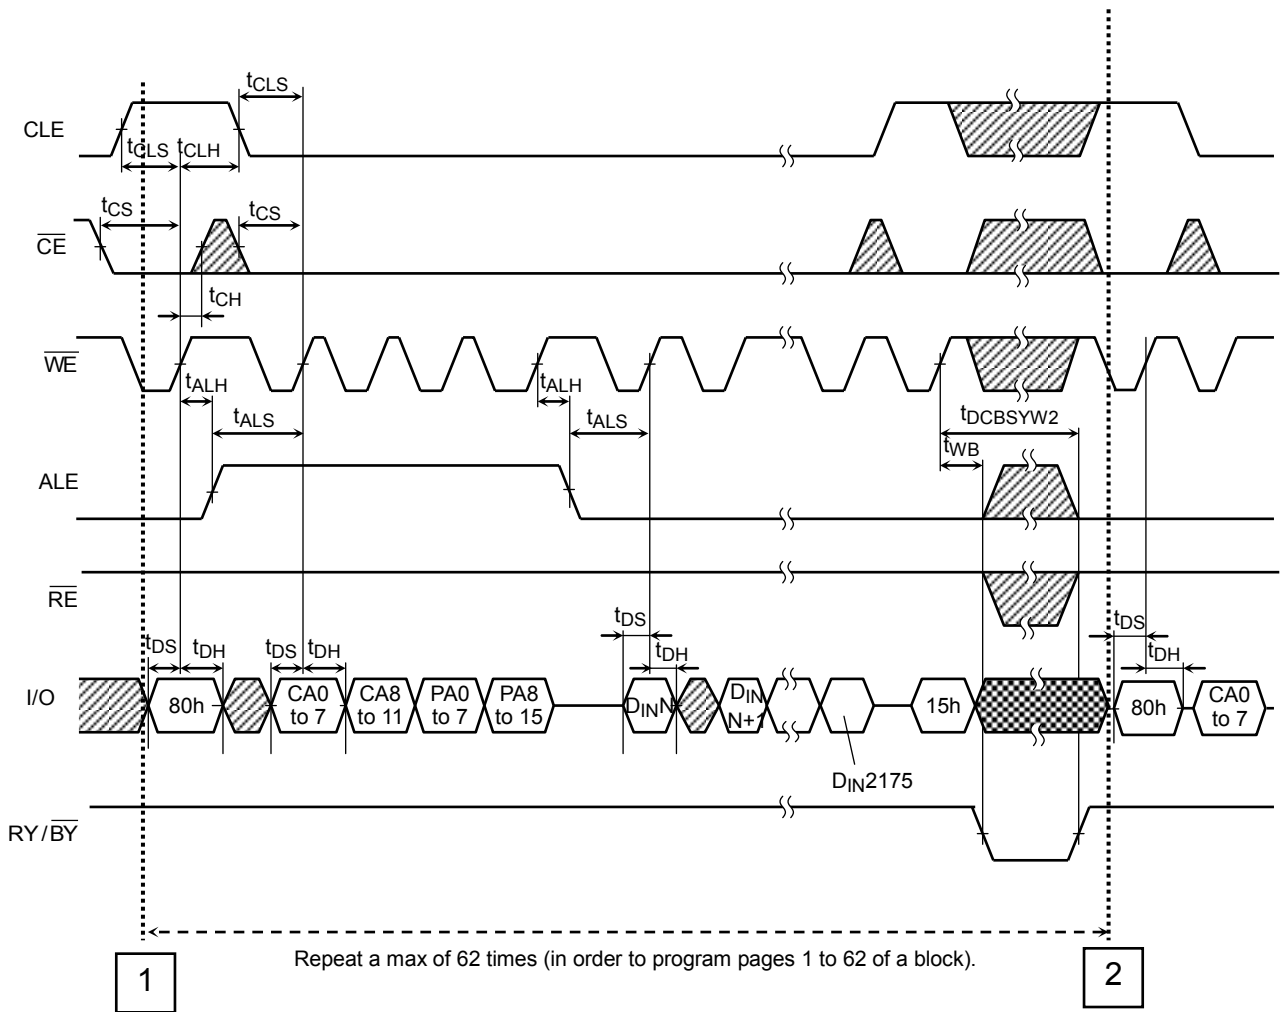 tCLS
CLE
tCLS tCLH
tCS tCS
CE
tCH
WE
tALH tALH
tALS tALS
tDCBSYW2
tWB
ALE
RE
tDS tDH tDS tDH tDS tDH tDS tDH
I/O
80h CA0 to 7 CA8 to 11 PA0 to 7 PA8 to 15 DINN DIN N+1 15h 80h CA0 to 7
DIN2175
RY/BY
Repeat a max of 62 times (in order to program pages 1 to 62 of a block).
1 2